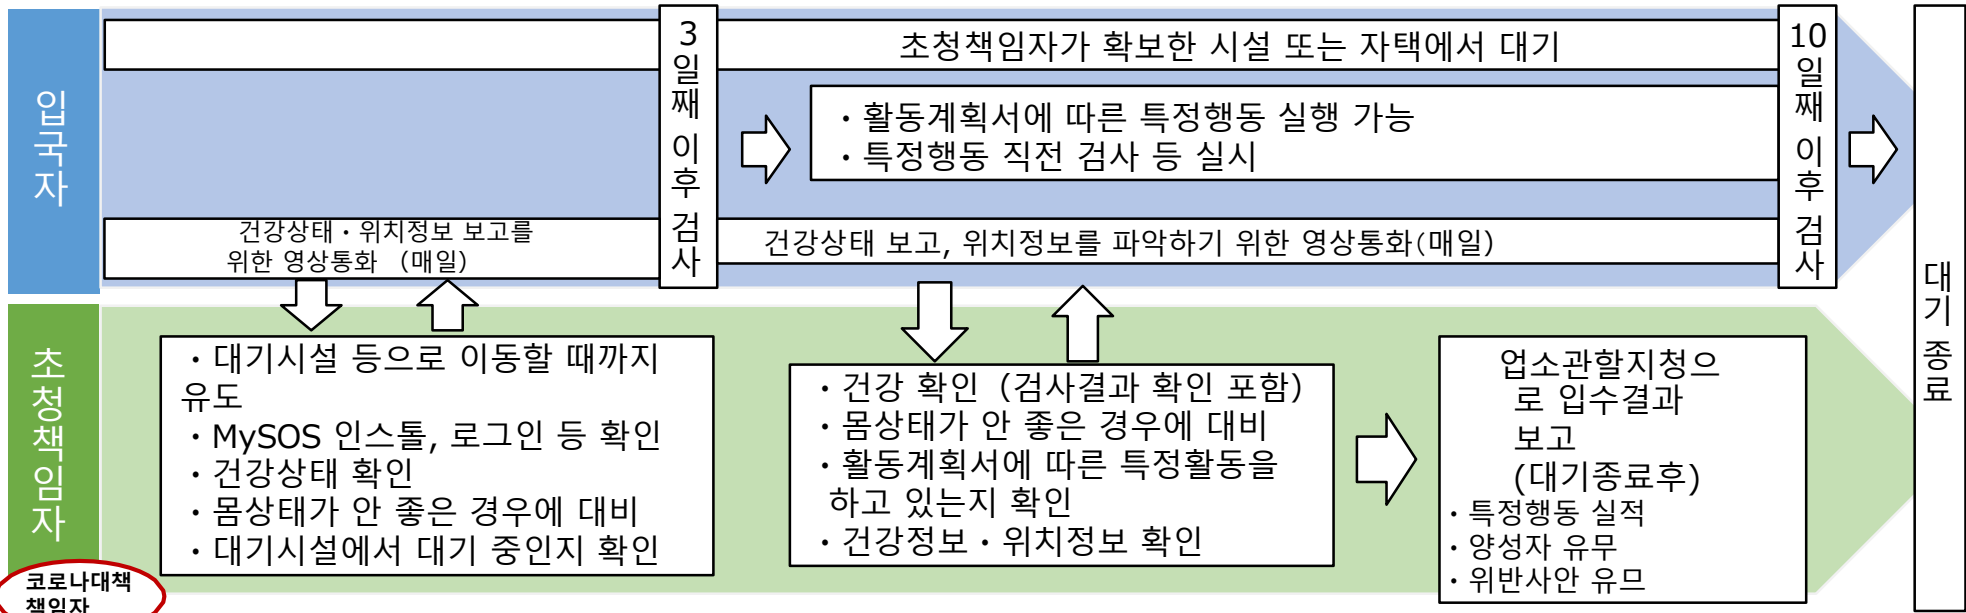 입국자
초청책임자가 확보한 시설 또는 자택에서 대기
3일째 이후 검사
・활동계획서에 따른 특정행동 실행 가능
・특정행동 직전 검사 등 실시
10일째 이후 검사
건강상태・위치정보 보고를
위한 영상통화 （매일）
건강상태 보고, 위치정보를 파악하기 위한 영상통화(매일)
대기 종료
초청책임자
・대기시설 등으로 이동할 때까지
유도
・MySOS 인스톨, 로그인 등 확인
・건강상태 확인
・몸상태가 안 좋은 경우에 대비
・대기시설에서 대기 중인지 확인
・건강 확인 (검사결과 확인 포함)
・몸상태가 안 좋은 경우에 대비
・활동계획서에 따른 특정활동을
하고 있는지 확인
・건강정보・위치정보 확인
업소관할지청으
로 입수결과
보고
(대기종료후)
・특정행동 실적
・양성자 유무
・위반사안 유므
코로나대책
책임자